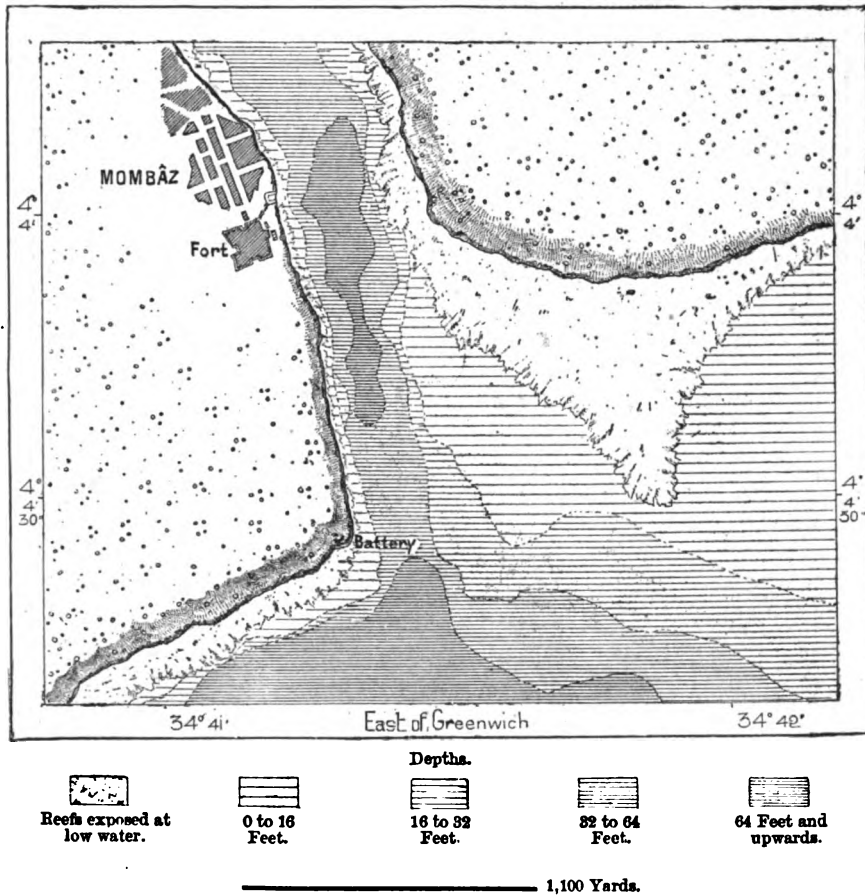 MOMBÂZ
4°
4'
4°
4'
Fort
4°
4'
30"
4°
4'
30"
Battery
34° 41'
East of Greenwich
34° 42'
Depths.
Reefs exposed at
low water.
0 to 16
Feet.
16 to 32
Feet.
32 to 64
Feet.
64 Feet and
upwards.
1,100 Yards.